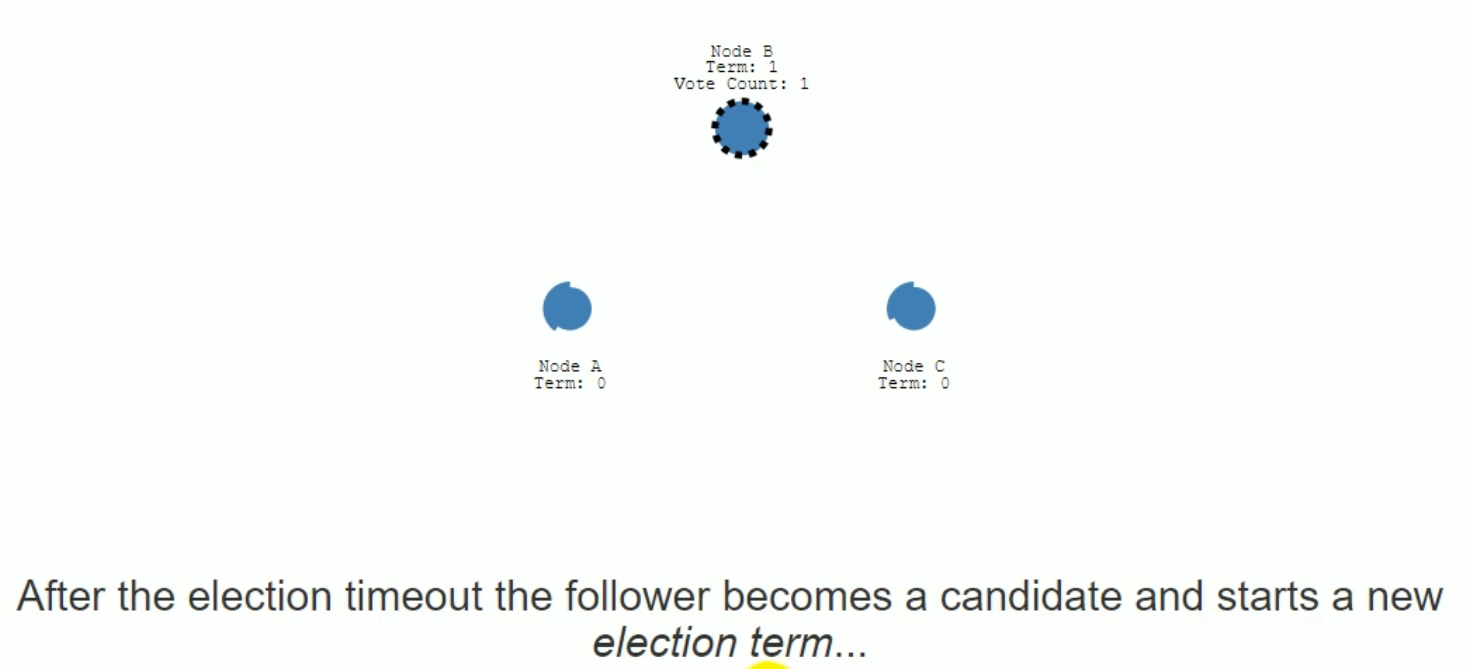 Node B
Term: 1
Vote Count: 1
Node A
Term: 0
Node C
Term: 0
After the election timeout the follower becomes a candidate and starts a new
election term...